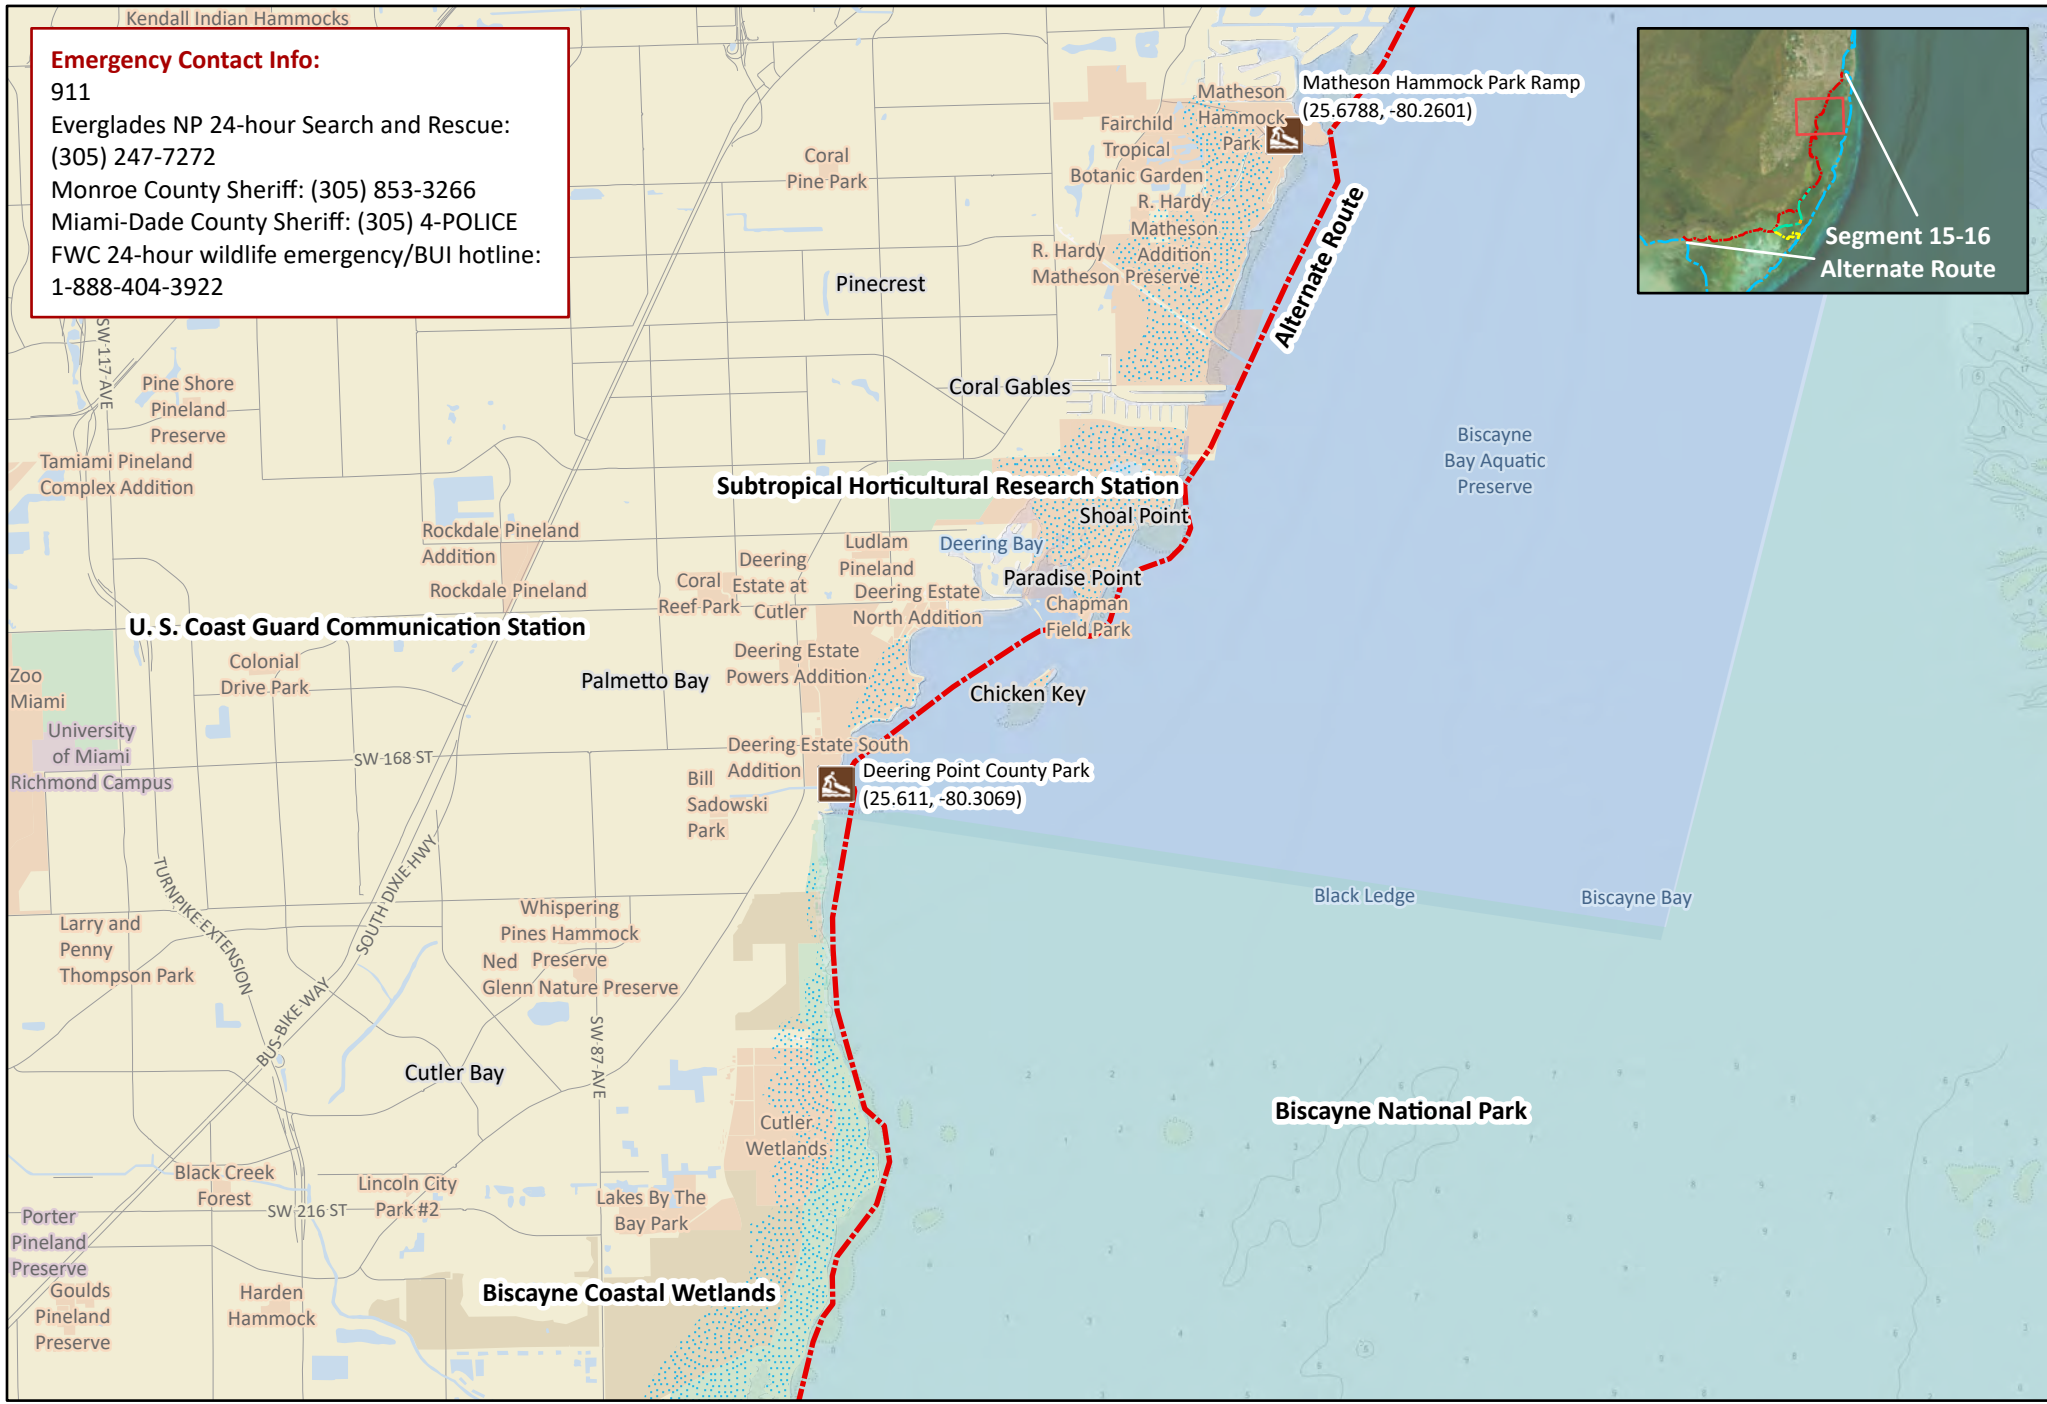 Kendall Indian Hammocks
Emergency Contact Info:
911
Everglades NP 24-hour Search and Rescue:
(305) 247-7272
Monroe County Sheriff: (305) 853-3266
Miami-Dade County Sheriff: (305) 4-POLICE
FWC 24-hour wildlife emergency/BUI hotline:
1-888-404-3922
Matheson Hammock Park Ramp
(25.6788, -80.2601)
Matheson
Hammock
Park
Segment 15-16
Alternate Route
Fairchild
Tropical
Botanic Garden
Coral
Pine Park
R. Hardy
Matheson
Addition
R. Hardy
Matheson Preserve
Alternate Route
Pinecrest
SW 117 AVE
Coral Gables
Pine Shore
Pineland
Preserve
Biscayne
Bay Aquatic
Preserve
Tamiami Pineland
Complex Addition
Subtropical Horticultural Research Station
Shoal Point
Rockdale Pineland
Addition
Deering Bay
Ludlam
Pineland
Deering
Estate at
Cutler
Paradise Point
Coral
Reef Park
Rockdale Pineland
Deering Estate
North Addition
Chapman
Field Park
U. S. Coast Guard Communication Station
Colonial
Drive Park
Deering Estate
Powers Addition
Zoo
Miami
Palmetto Bay
Chicken Key
University
of Miami
Richmond Campus
SW 168 ST
Deering Estate South
Addition
Deering Point County Park
(25.611, -80.3069)
Bill
Sadowski
Park
Black Ledge
Biscayne Bay
TURNPIKE EXTENSION
SOUTH DIXIE HWY
BUS-BIKE WAY
Larry and
Penny
Thompson Park
Whispering
Pines Hammock
Preserve
Ned
Glenn Nature Preserve
SW 87 AVE
Cutler Bay
Biscayne National Park
Cutler
Wetlands
Black Creek
Forest
Lincoln City
Park #2
SW 216 ST
Lakes By The
Bay Park
Porter
Pineland
Preserve
Goulds
Pineland
Preserve
Harden
Hammock
Biscayne Coastal Wetlands